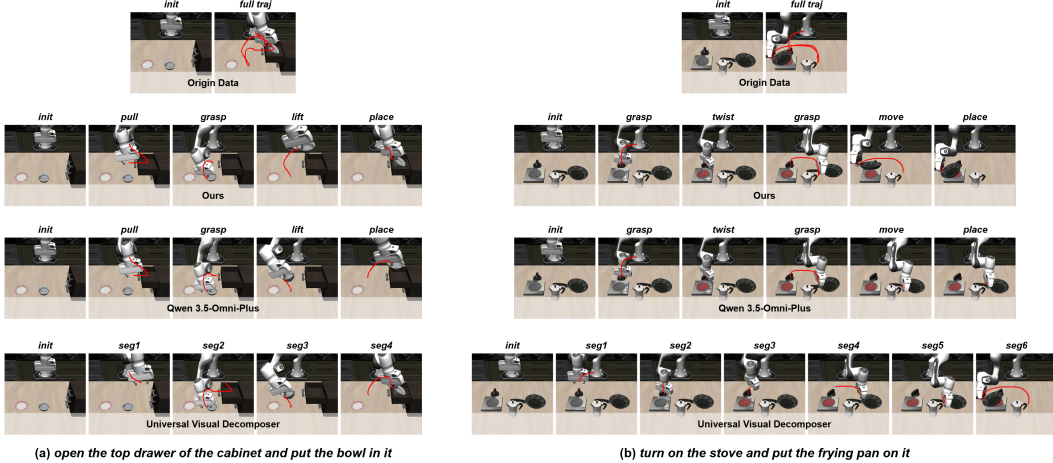 init full traj
Origin Data
init pull grasp lift place
Ours
init pull grasp lift place
Qwen 3.5-Omni-Plus
init seg1 seg2 seg3 seg4
Universal Visual Decomposer
(a) open the top drawer of the cabinet and put the bowl in it
init full traj
Origin Data
init grasp twist grasp move place
Ours
init grasp twist grasp move place
Qwen 3.5-Omni-Plus
init seg1 seg2 seg3 seg4 seg5 seg6
Universal Visual Decomposer
(b) turn on the stove and put the frying pan on it